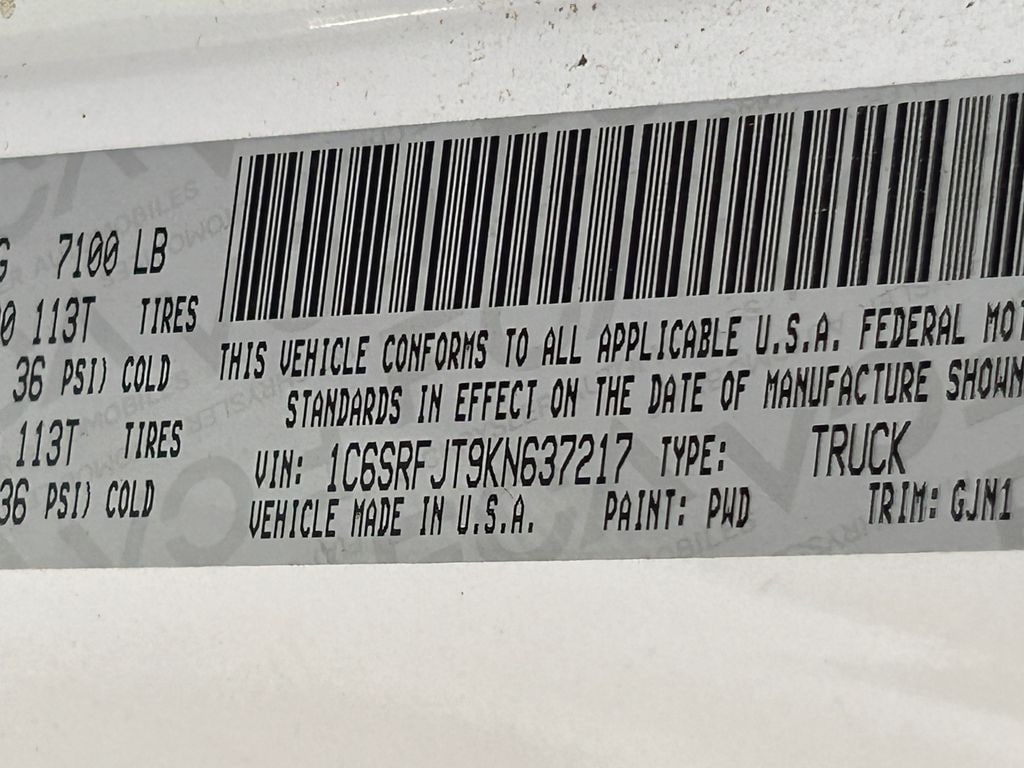 7100 LB
113T TIRES
36 PSI) COLD
113T TIRES
36 PSI) COLD
THIS VEHICLE CONFORMS TO ALL APPLICABLE U.S.A. FEDERAL MOT
STANDARDS IN EFFECT ON THE DATE OF MANUFACTURE SHOWN
VIN: 1C6SRFJT9KN637217 TYPE: TRUCK
VEHICLE MADE IN U.S.A. PAINT: PWD TRIM: GJN1